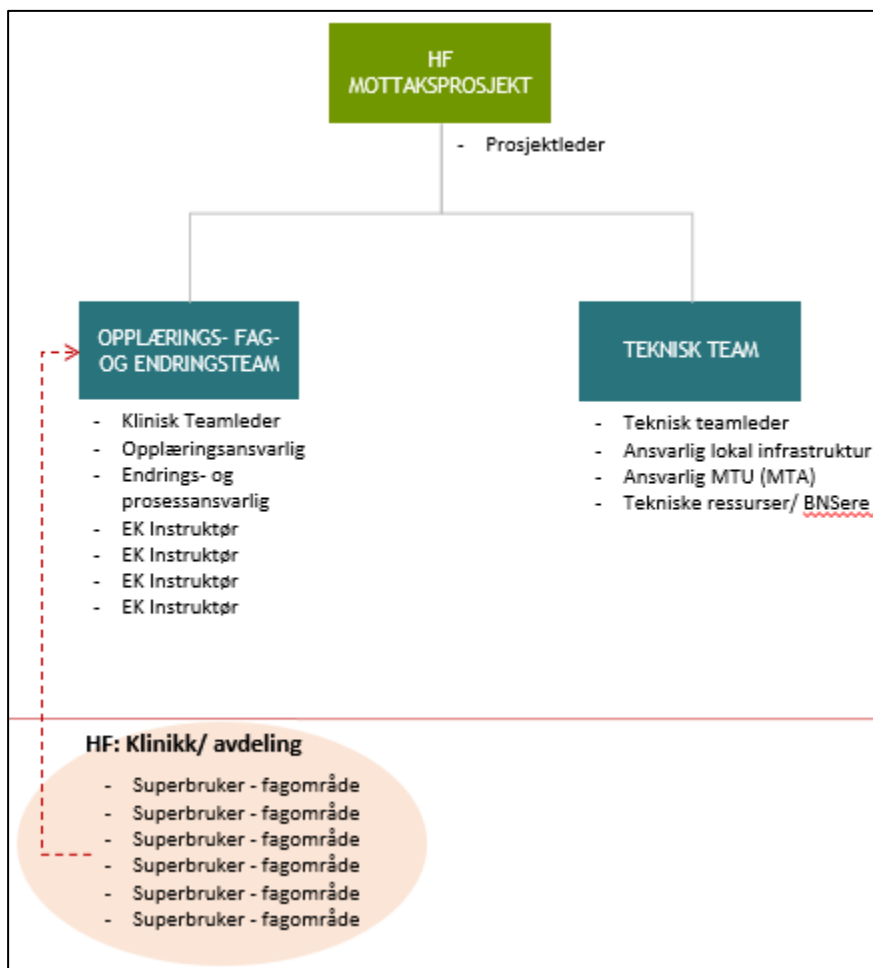 HF
MOTTAKSPROSJEKT
- Prosjektleder
OPPLÆRINGS- FAG-
OG ENDRINGSTEAM
- Klinisk Teamleder
- Opplæringsansvarlig
- Endrings- og
prosessansvarlig
- EK Instruktør
- EK Instruktør
- EK Instruktør
- EK Instruktør
TEKNISK TEAM
- Teknisk teamleder
- Ansvarlig lokal infrastruktur
- Ansvarlig MTU (MTA)
- Tekniske ressurser/ BNSere
HF: Klinikk/ avdeling
- Superbruker - fagområde
- Superbruker - fagområde
- Superbruker - fagområde
- Superbruker - fagområde
- Superbruker - fagområde
- Superbruker - fagområde